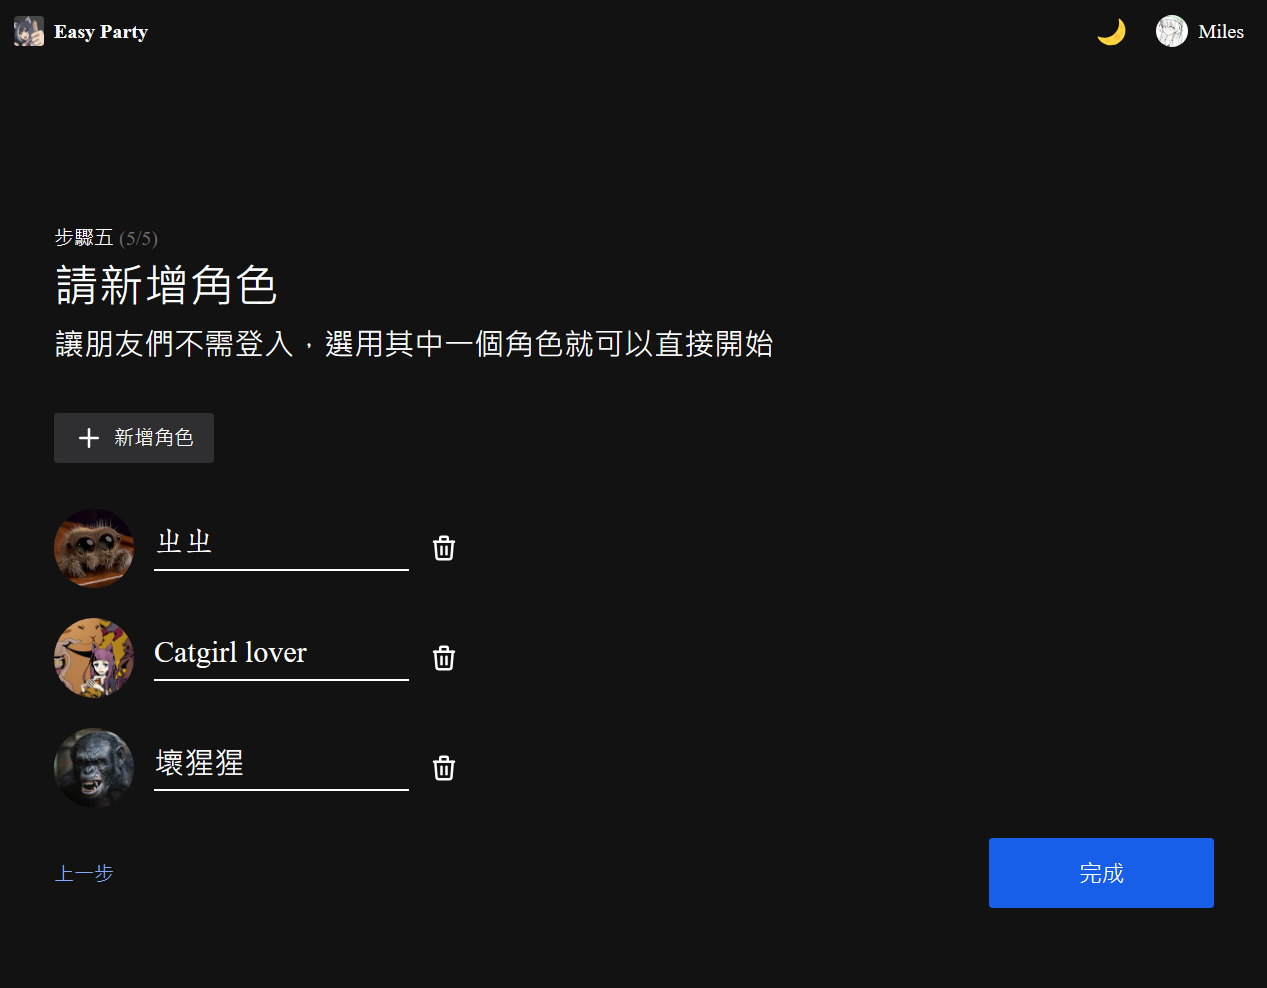 Easy Party
Miles
步驟五 (5/5)
請新增角色
讓朋友們不需登入，選用其中一個角色就可以直接開始
新增角色
ㄓㄓ
Catgirl lover
壞猩猩
上一步
完成